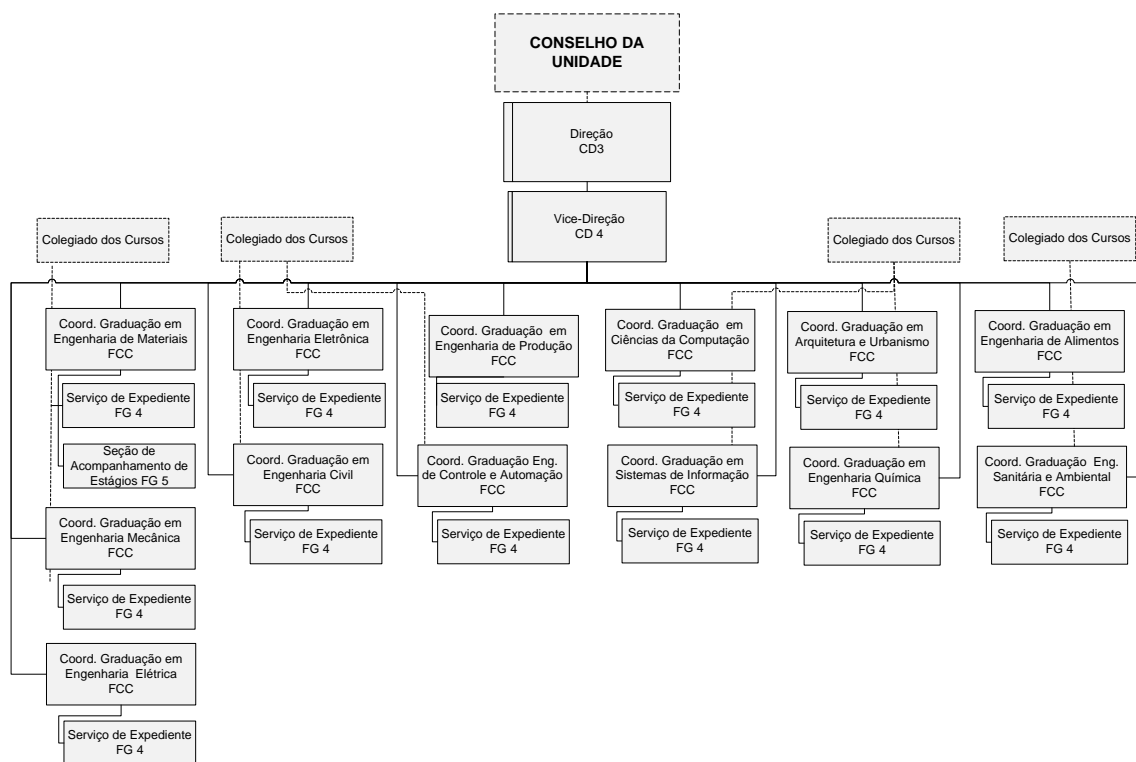 CONSELHO DA
UNIDADE
Direção
CD3
Vice-Direção
CD 4
Colegiado dos Cursos
Colegiado dos Cursos
Colegiado dos Cursos
Colegiado dos Cursos
Coord. Graduação em
Engenharia de Materiais
FCC
Serviço de Expediente
FG 4
Seção de
Acompanhamento de
Estágios FG 5
Coord. Graduação em
Engenharia Mecânica
FCC
Serviço de Expediente
FG 4
Coord. Graduação em
Engenharia Elétrica
FCC
Serviço de Expediente
FG 4
Coord. Graduação em
Engenharia Eletrônica
FCC
Serviço de Expediente
FG 4
Coord. Graduação em
Engenharia Civil
FCC
Serviço de Expediente
FG 4
Coord. Graduação em
Engenharia de Produção
FCC
Serviço de Expediente
FG 4
Coord. Graduação Eng.
de Controle e Automação
FCC
Serviço de Expediente
FG 4
Coord. Graduação em
Ciências da Computação
FCC
Serviço de Expediente
FG 4
Coord. Graduação em
Sistemas de Informação
FCC
Serviço de Expediente
FG 4
Coord. Graduação em
Arquitetura e Urbanismo
FCC
Serviço de Expediente
FG 4
Coord. Graduação em
Engenharia Química
FCC
Serviço de Expediente
FG 4
Coord. Graduação em
Engenharia de Alimentos
FCC
Serviço de Expediente
FG 4
Coord. Graduação Eng.
Sanitária e Ambiental
FCC
Serviço de Expediente
FG 4